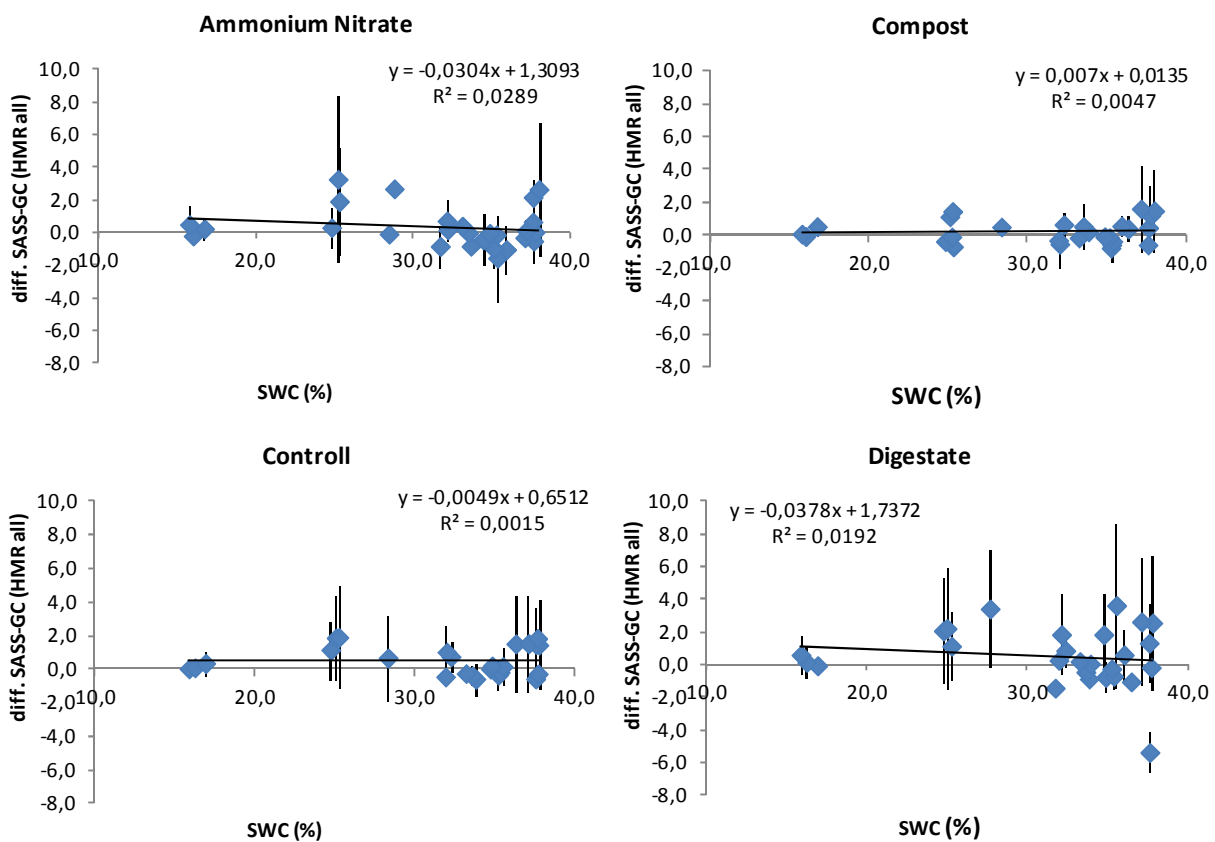 Ammonium Nitrate
y = -0,0304x + 1,3093
R² = 0,0289
diff. SASS-GC (HMR all)
10,0
8,0
6,0
4,0
2,0
0,0
-2,0
-4,0
-6,0
-8,0
10,0 20,0 30,0 40,0
SWC (%)
Compost
y = 0,007x + 0,0135
R² = 0,0047
diff. SASS-GC (HMR all)
10,0
8,0
6,0
4,0
2,0
0,0
-2,0
-4,0
-6,0
-8,0
10,0 20,0 30,0 40,0
SWC (%)
Controll
y = -0,0049x + 0,6512
R² = 0,0015
diff. SASS-GC (HMR all)
10,0
8,0
6,0
4,0
2,0
0,0
-2,0
-4,0
-6,0
-8,0
10,0 20,0 30,0 40,0
SWC (%)
Digestate
y = -0,0378x + 1,7372
R² = 0,0192
diff. SASS-GC (HMR all)
10,0
8,0
6,0
4,0
2,0
0,0
-2,0
-4,0
-6,0
-8,0
10,0 20,0 30,0 40,0
SWC (%)